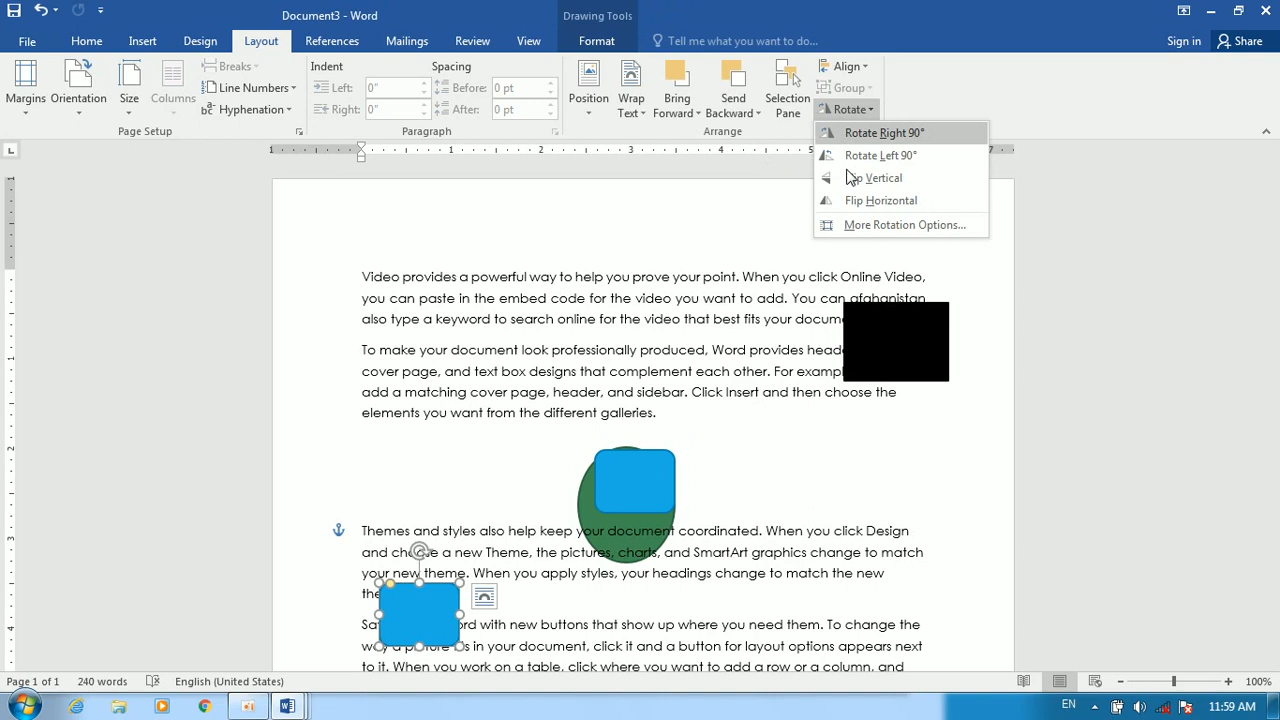 Document3 - Word
Drawing Tools
File
Home
Insert
Design
Layout
References
Mailings
Review
View
Format
Tell me what you want to do...
Sign in
Share
Margins
Orientation
Size
Columns
Breaks
Line Numbers
Hyphenation
Page Setup
Indent
Left: 0"
Right: 0"
Spacing
Before: 0 pt
After: 0 pt
Paragraph
Position
Wrap
Text
Bring
Forward
Send
Backward
Selection
Pane
Align
Group
Rotate
Arrange
Rotate Right 90°
Rotate Left 90°
Vertical
Flip Horizontal
More Rotation Options...
Video provides a powerful way to help you prove your point. When you click Online Video,
you can paste in the embed code for the video you want to add. You can afghanistan
also type a keyword to search online for the video that best fits your docum
To make your document look professionally produced, Word provides head
cover page, and text box designs that complement each other. For exampl
add a matching cover page, header, and sidebar. Click Insert and then choose the
elements you want from the different galleries.
Themes and styles also help keep your document coordinated. When you click Design
and choose a new Theme, the pictures, charts, and SmartArt graphics change to match
your new theme. When you apply styles, your headings change to match the new
the
Sa rd with new buttons that show up where you need them. To change the
way a picture fits in your document, click it and a button for layout options appears next
to it. When you work on a table, click where you want to add a row or a column, and
Page 1 of 1
240 words
English (United States)
100%
EN
11:59 AM